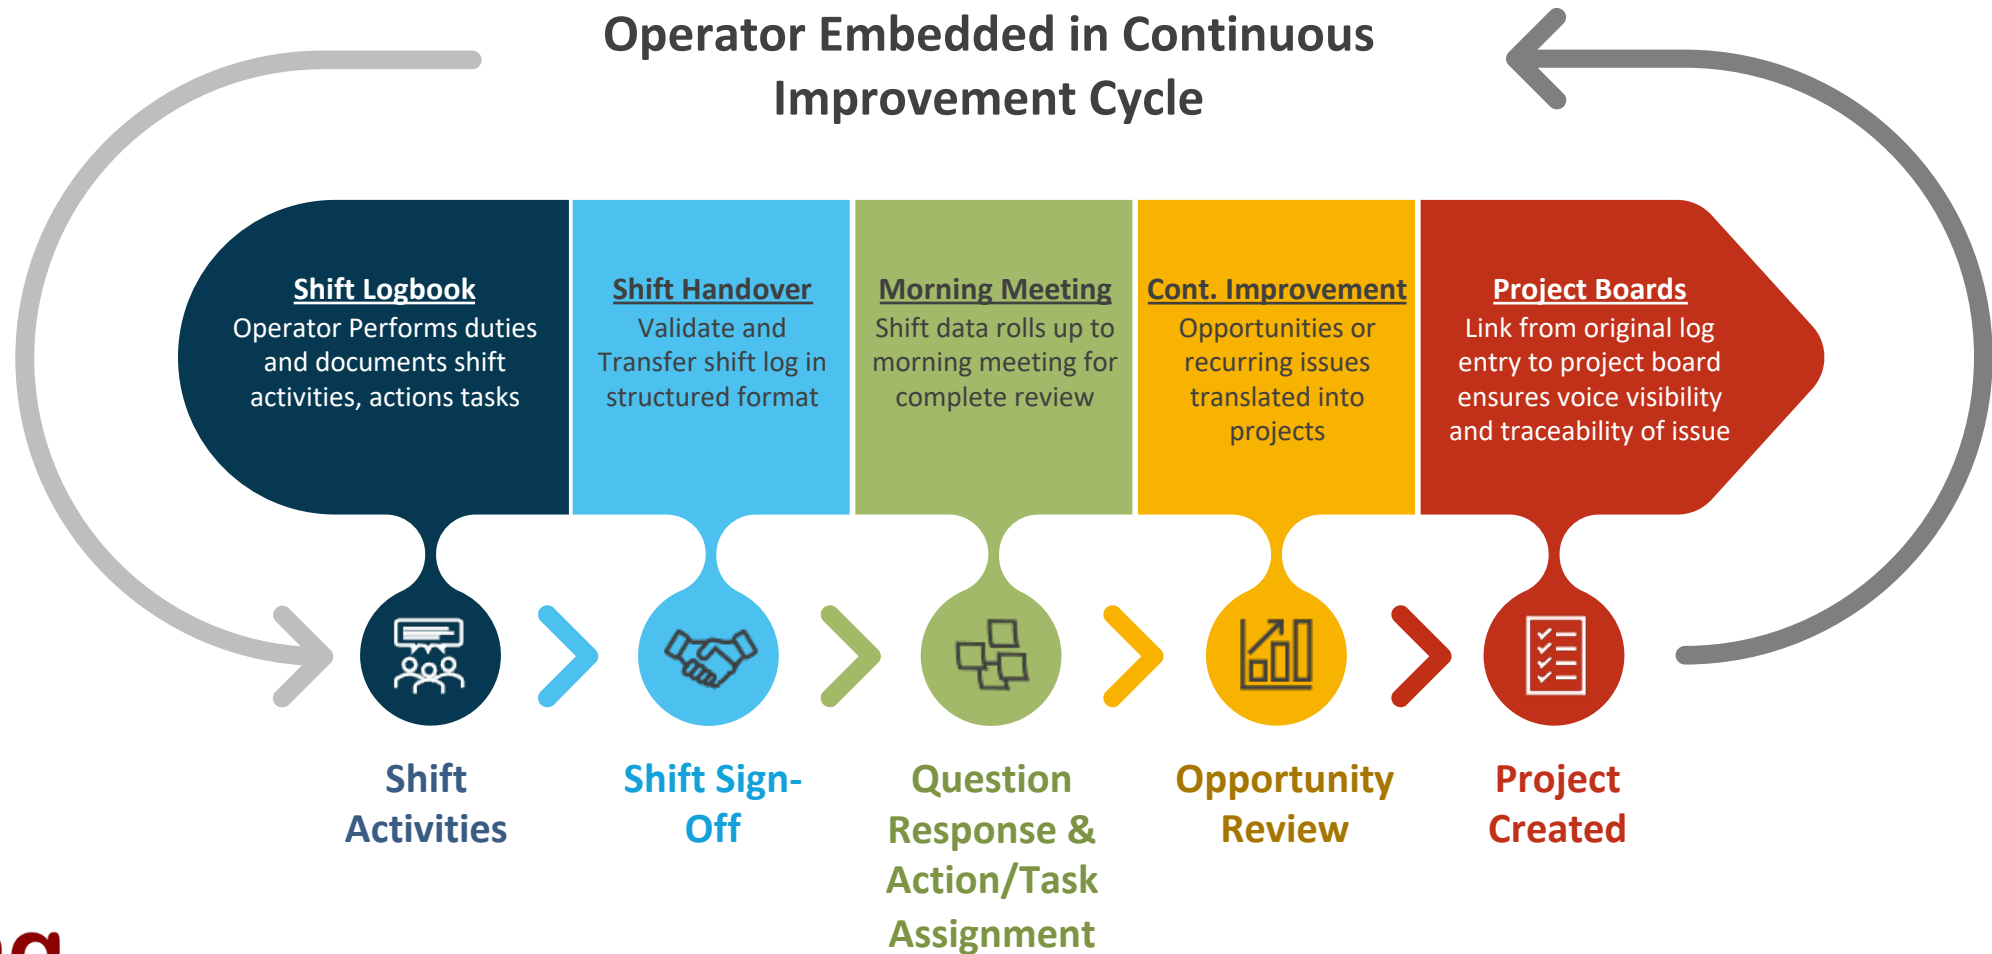 Operator Embedded in Continuous
Improvement Cycle
Shift Logbook
Operator Performs duties
and documents shift
activities, actions tasks
Shift Handover
Validate and
Transfer shift log in
structured format
Morning Meeting
Shift data rolls up to
morning meeting for
complete review
Cont. Improvement
Opportunities or
recurring issues
translated into
projects
Project Boards
Link from original log
entry to project board
ensures voice visibility
and traceability of issue
Shift
Activities
Shift Sign-
Off
Question
Response &
Action/Task
Assignment
Opportunity
Review
Project
Created